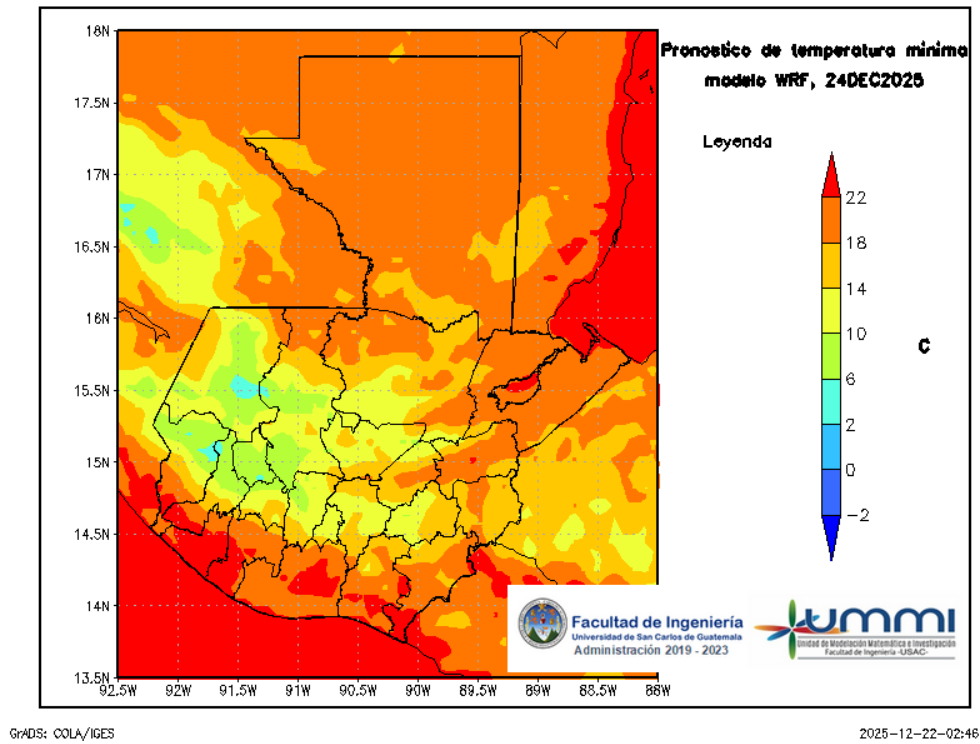 Pronostico de temperatura minima
modelo WRF, 24DEC2025
Leyenda
22
18
14
10
6
2
0
-2
C
18N
17.5N
17N
16.5N
16N
15.5N
15N
14.5N
14N
13.5N
92.5W
92W
91.5W
91W
90.5W
90W
89.5W
89W
88.5W
88W
Facultad de Ingeniería
Universidad de San Carlos de Guatemala
Administración 2019 - 2023
ummi
Unidad de Modelación Matemática e Investigación
Facultad de Ingeniería -USAC-
GrADS: COLA/IGES
2025-12-22-02:46